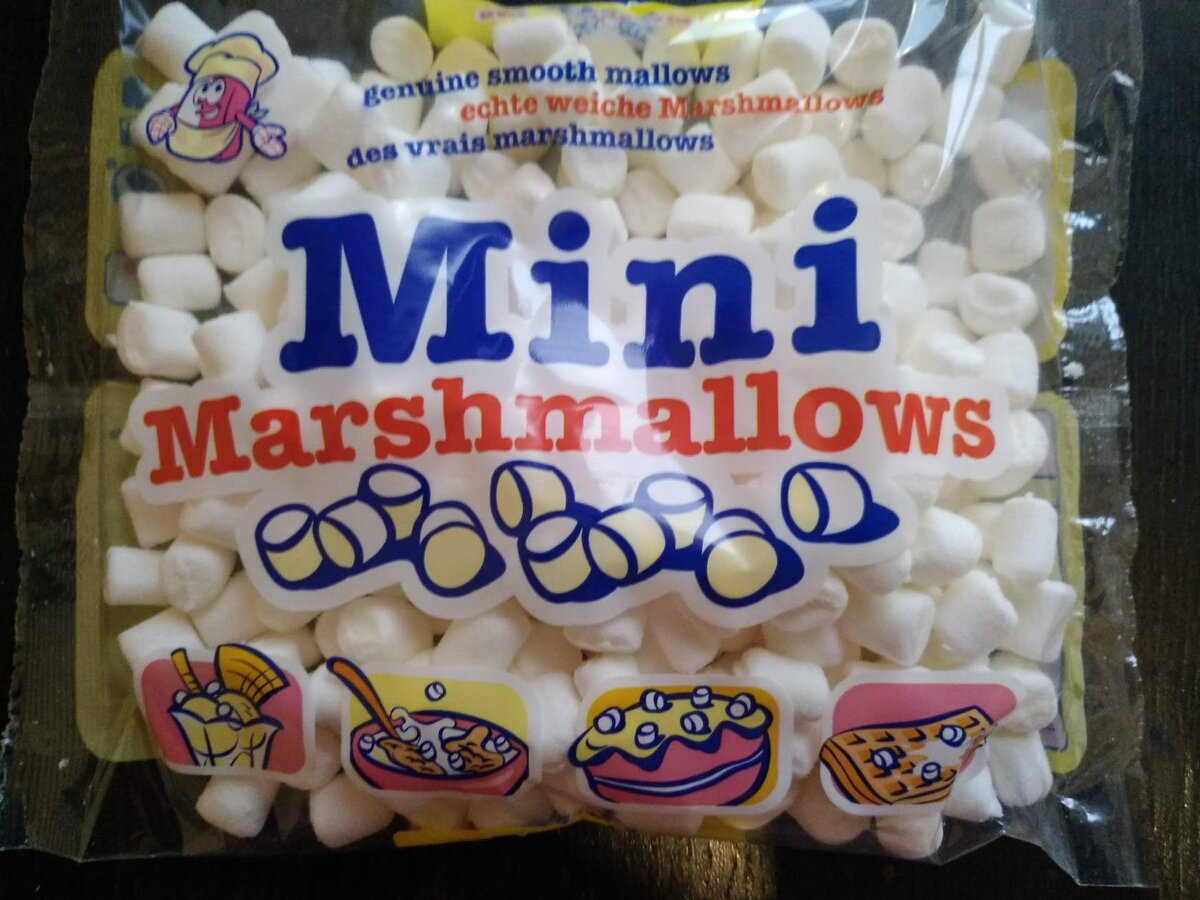 genuine smooth mallows
echte weiche Marshmallows
des vrais marshmallows
Mini
Marshmallows